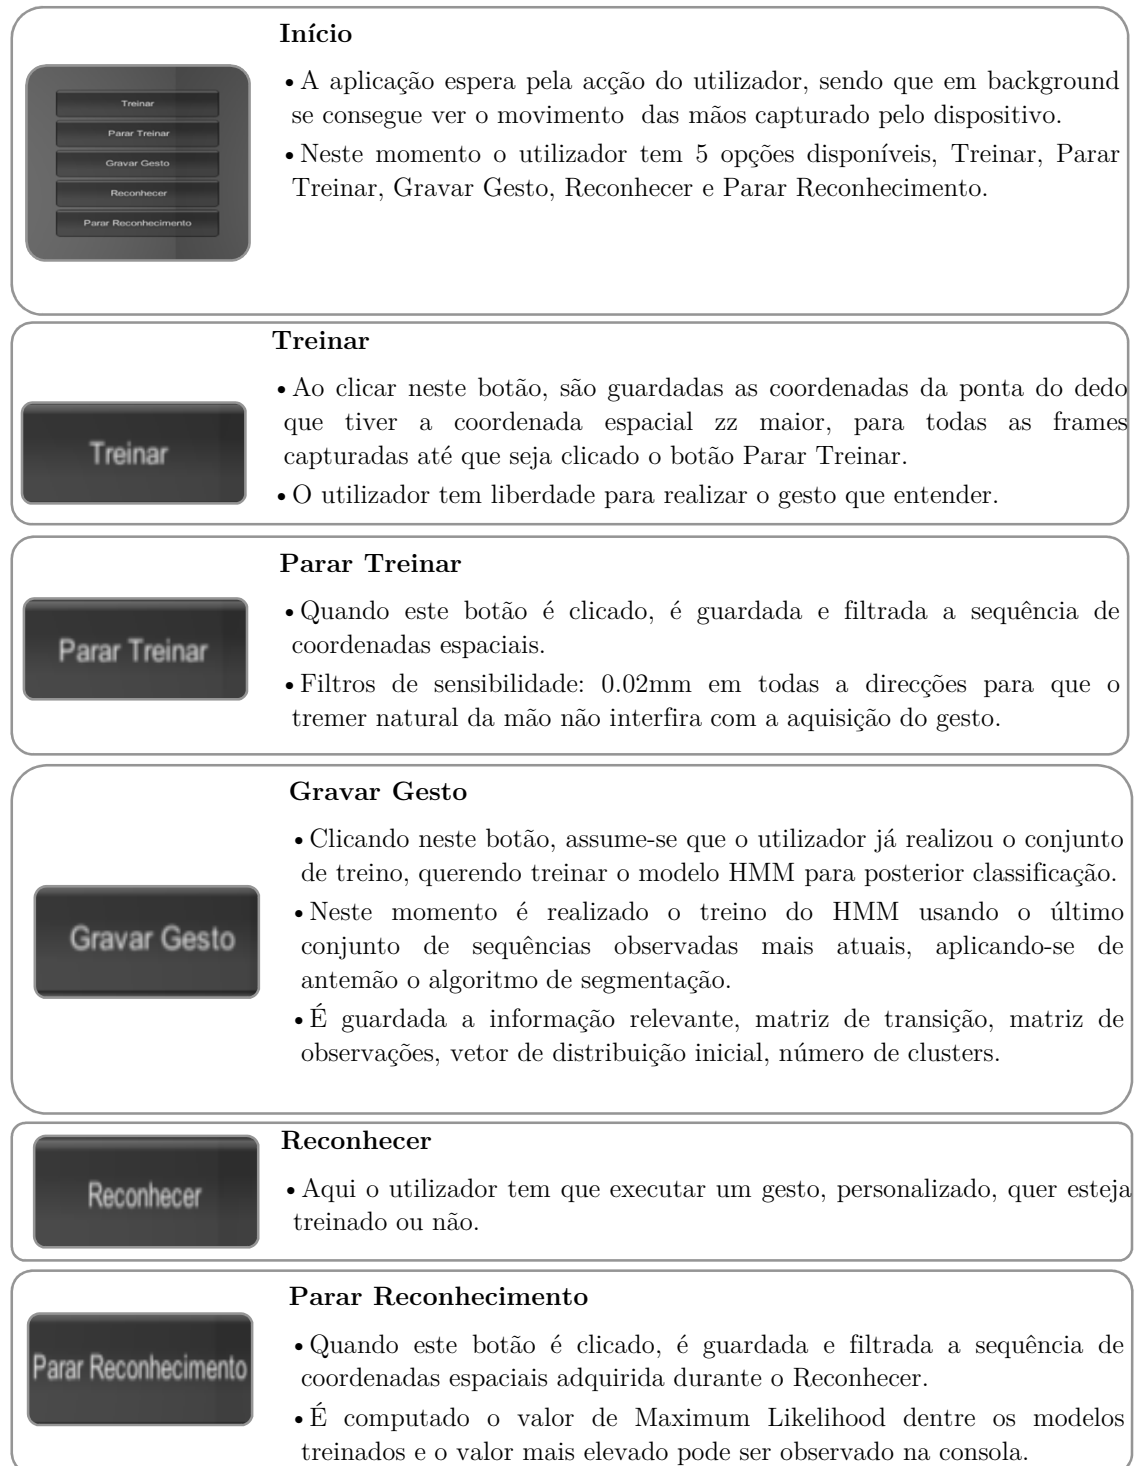 Início
Treinar
Parar Treinar
Gravar Gesto
Reconhecer
Parar Reconhecimento
• A aplicação espera pela acção do utilizador, sendo que em background
se consegue ver o movimento das mãos capturado pelo dispositivo.
• Neste momento o utilizador tem 5 opções disponíveis, Treinar, Parar
Treinar, Gravar Gesto, Reconhecer e Parar Reconhecimento.
Treinar
Treinar
• Ao clicar neste botão, são guardadas as coordenadas da ponta do dedo
que tiver a coordenada espacial zz maior, para todas as frames
capturadas até que seja clicado o botão Parar Treinar.
• O utilizador tem liberdade para realizar o gesto que entender.
Parar Treinar
Parar Treinar
• Quando este botão é clicado, é guardada e filtrada a sequência de
coordenadas espaciais.
• Filtros de sensibilidade: 0.02mm em todas a direcções para que o
tremer natural da mão não interfira com a aquisição do gesto.
Gravar Gesto
Gravar Gesto
• Clicando neste botão, assume-se que o utilizador já realizou o conjunto
de treino, querendo treinar o modelo HMM para posterior classificação.
• Neste momento é realizado o treino do HMM usando o último
conjunto de sequências observadas mais atuais, aplicando-se de
antemão o algoritmo de segmentação.
• É guardada a informação relevante, matriz de transição, matriz de
observações, vetor de distribuição inicial, número de clusters.
Reconhecer
Reconhecer
• Aqui o utilizador tem que executar um gesto, personalizado, quer esteja
treinado ou não.
Parar Reconhecimento
Parar Reconhecimento
• Quando este botão é clicado, é guardada e filtrada a sequência de
coordenadas espaciais adquirida durante o Reconhecer.
• É computado o valor de Maximum Likelihood dentre os modelos
treinados e o valor mais elevado pode ser observado na consola.